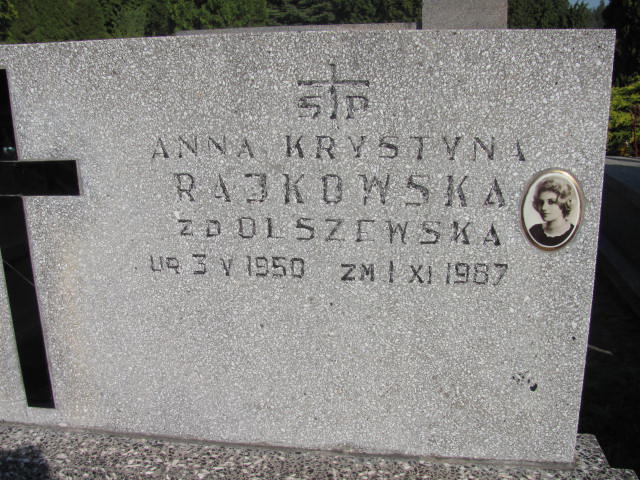 S P
ANNA KRYSTYNA
RAJKOWSKA
ZD OLSZEWSKA
UR 3 V 1950 ZM 1 XI 1987